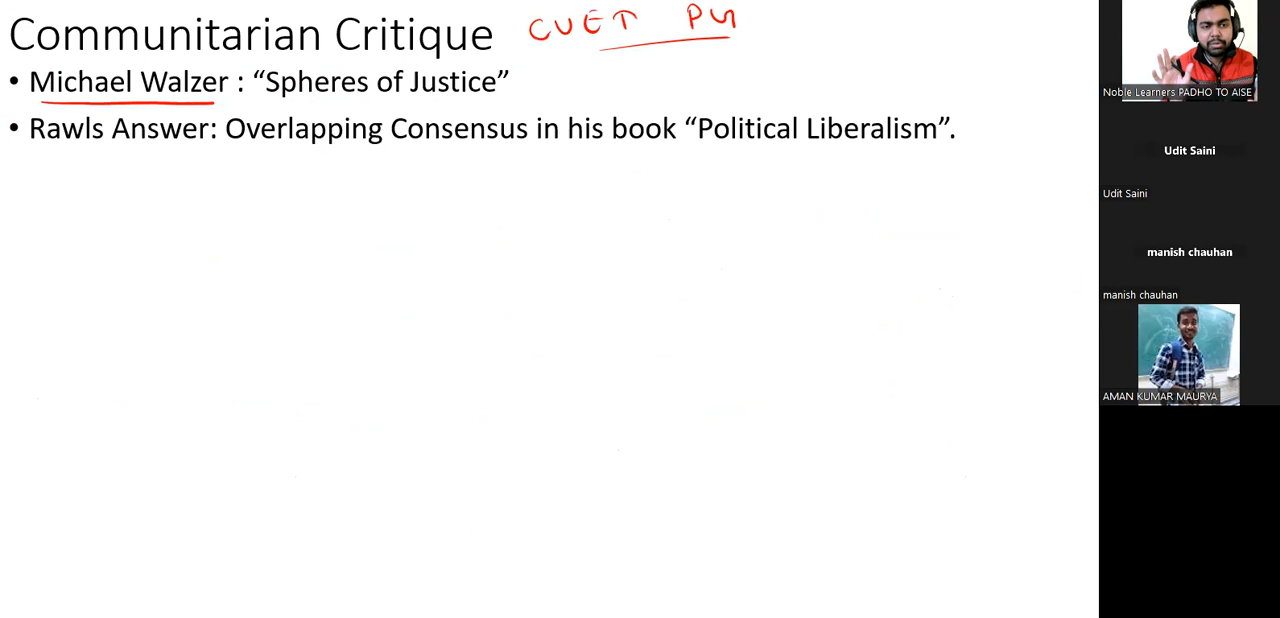 Communitarian Critique CUET PG
• Michael Walzer : “Spheres of Justice”
• Rawls Answer: Overlapping Consensus in his book “Political Liberalism”.
Noble Learners PADHO TO AISE
Udit Saini
Udit Saini
manish chauhan
manish chauhan
AMAN KUMAR MAURYA